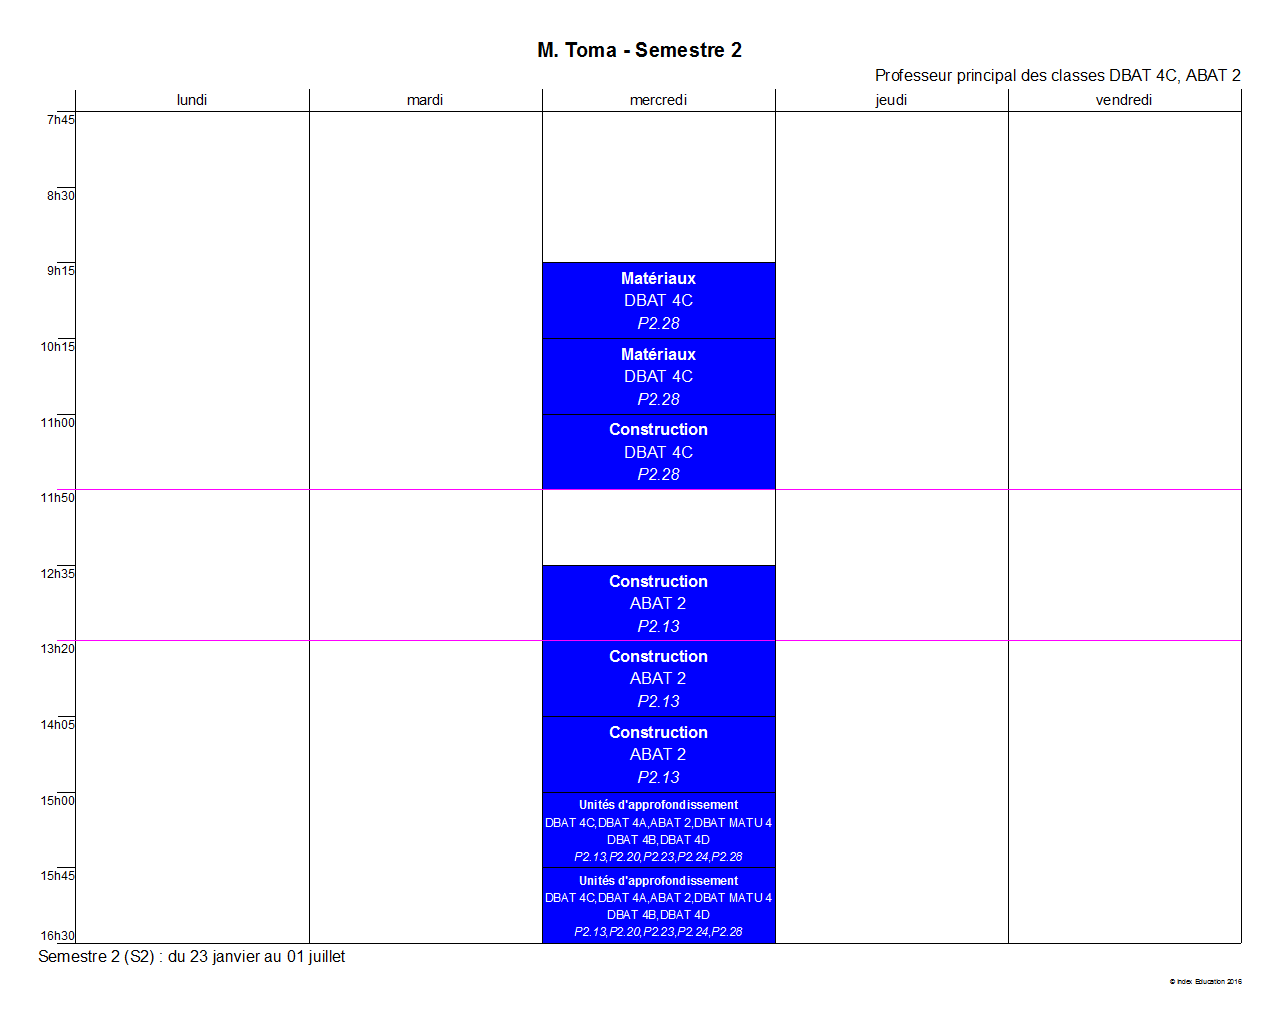 M. Toma - Semestre 2
Professeur principal des classes DBAT 4C, ABAT 2
lundi mardi mercredi jeudi vendredi
7h45
8h30
9h15
Matériaux
DBAT 4C
P2.28
10h15
Matériaux
DBAT 4C
P2.28
11h00
Construction
DBAT 4C
P2.28
11h50
12h35
Construction
ABAT 2
P2.13
13h20
Construction
ABAT 2
P2.13
14h05
Construction
ABAT 2
P2.13
15h00
Unités d'approfondissement
DBAT 4C,DBAT 4A,ABAT 2,DBAT MATU 4
DBAT 4B,DBAT 4D
P2.13,P2.20,P2.23,P2.24,P2.28
15h45
Unités d'approfondissement
DBAT 4C,DBAT 4A,ABAT 2,DBAT MATU 4
DBAT 4B,DBAT 4D
P2.13,P2.20,P2.23,P2.24,P2.28
16h30
Semestre 2 (S2) : du 23 janvier au 01 juillet
© Index Education 2016